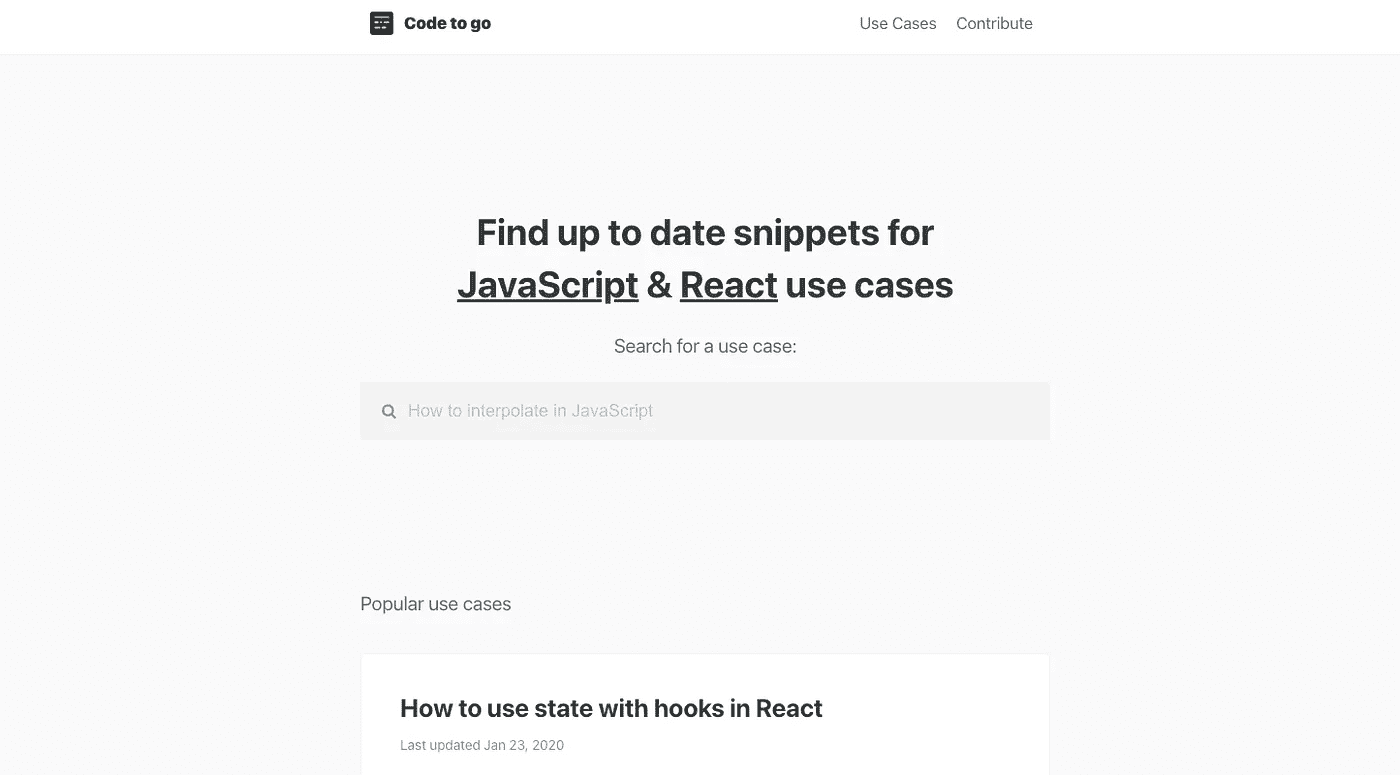 Code to go
Use Cases
Contribute
Find up to date snippets for
JavaScript & React use cases
Search for a use case:
How to interpolate in JavaScript
Popular use cases
How to use state with hooks in React
Last updated Jan 23, 2020